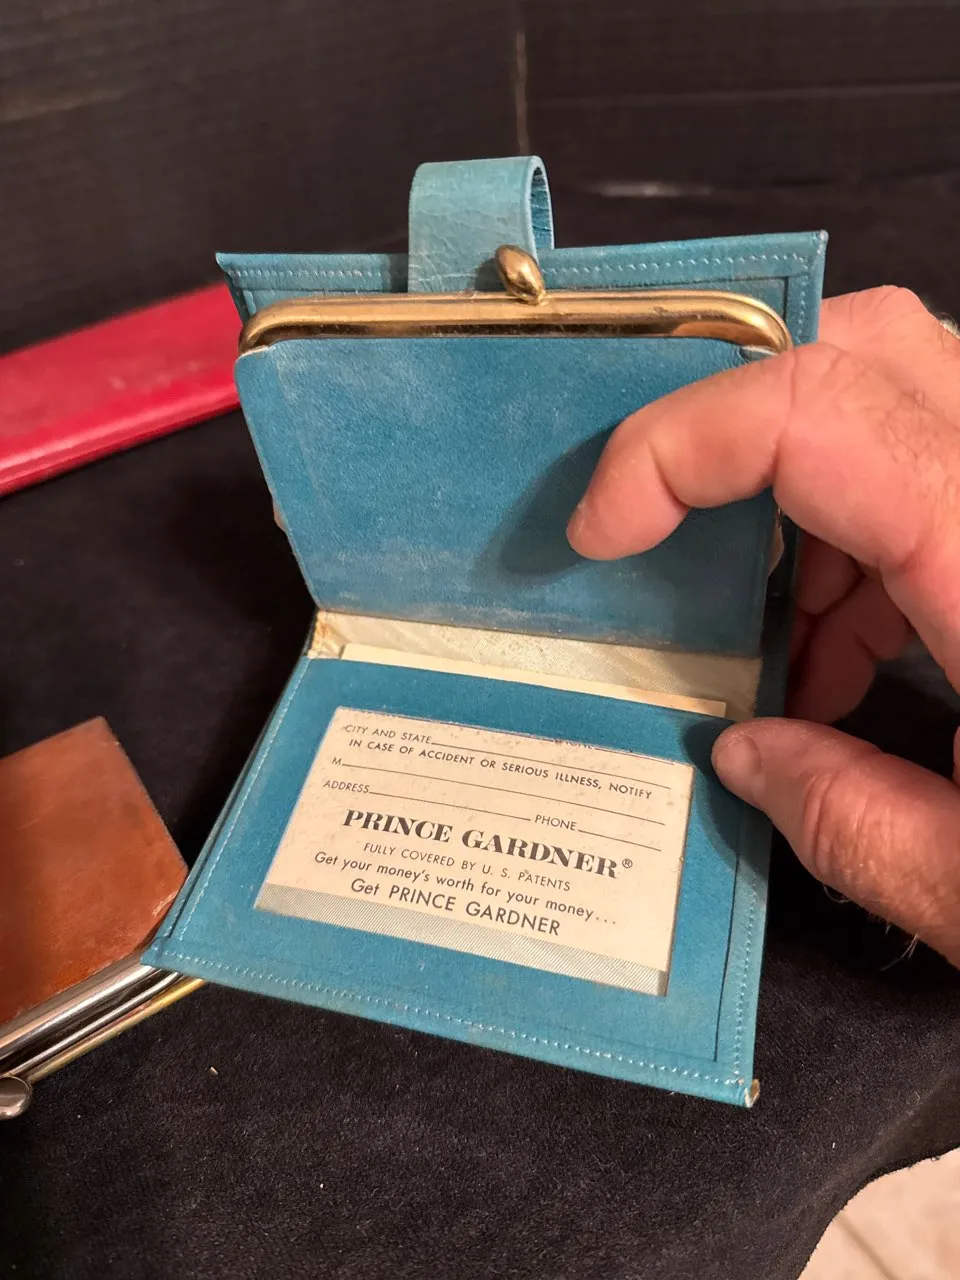 CITY AND STATE
IN CASE OF ACCIDENT OR SERIOUS ILLNESS, NOTIFY
M
ADDRESS
PHONE
PRINCE GARDNER®
FULLY COVERED BY U. S. PATENTS
Get your money's worth for your money...
Get PRINCE GARDNER